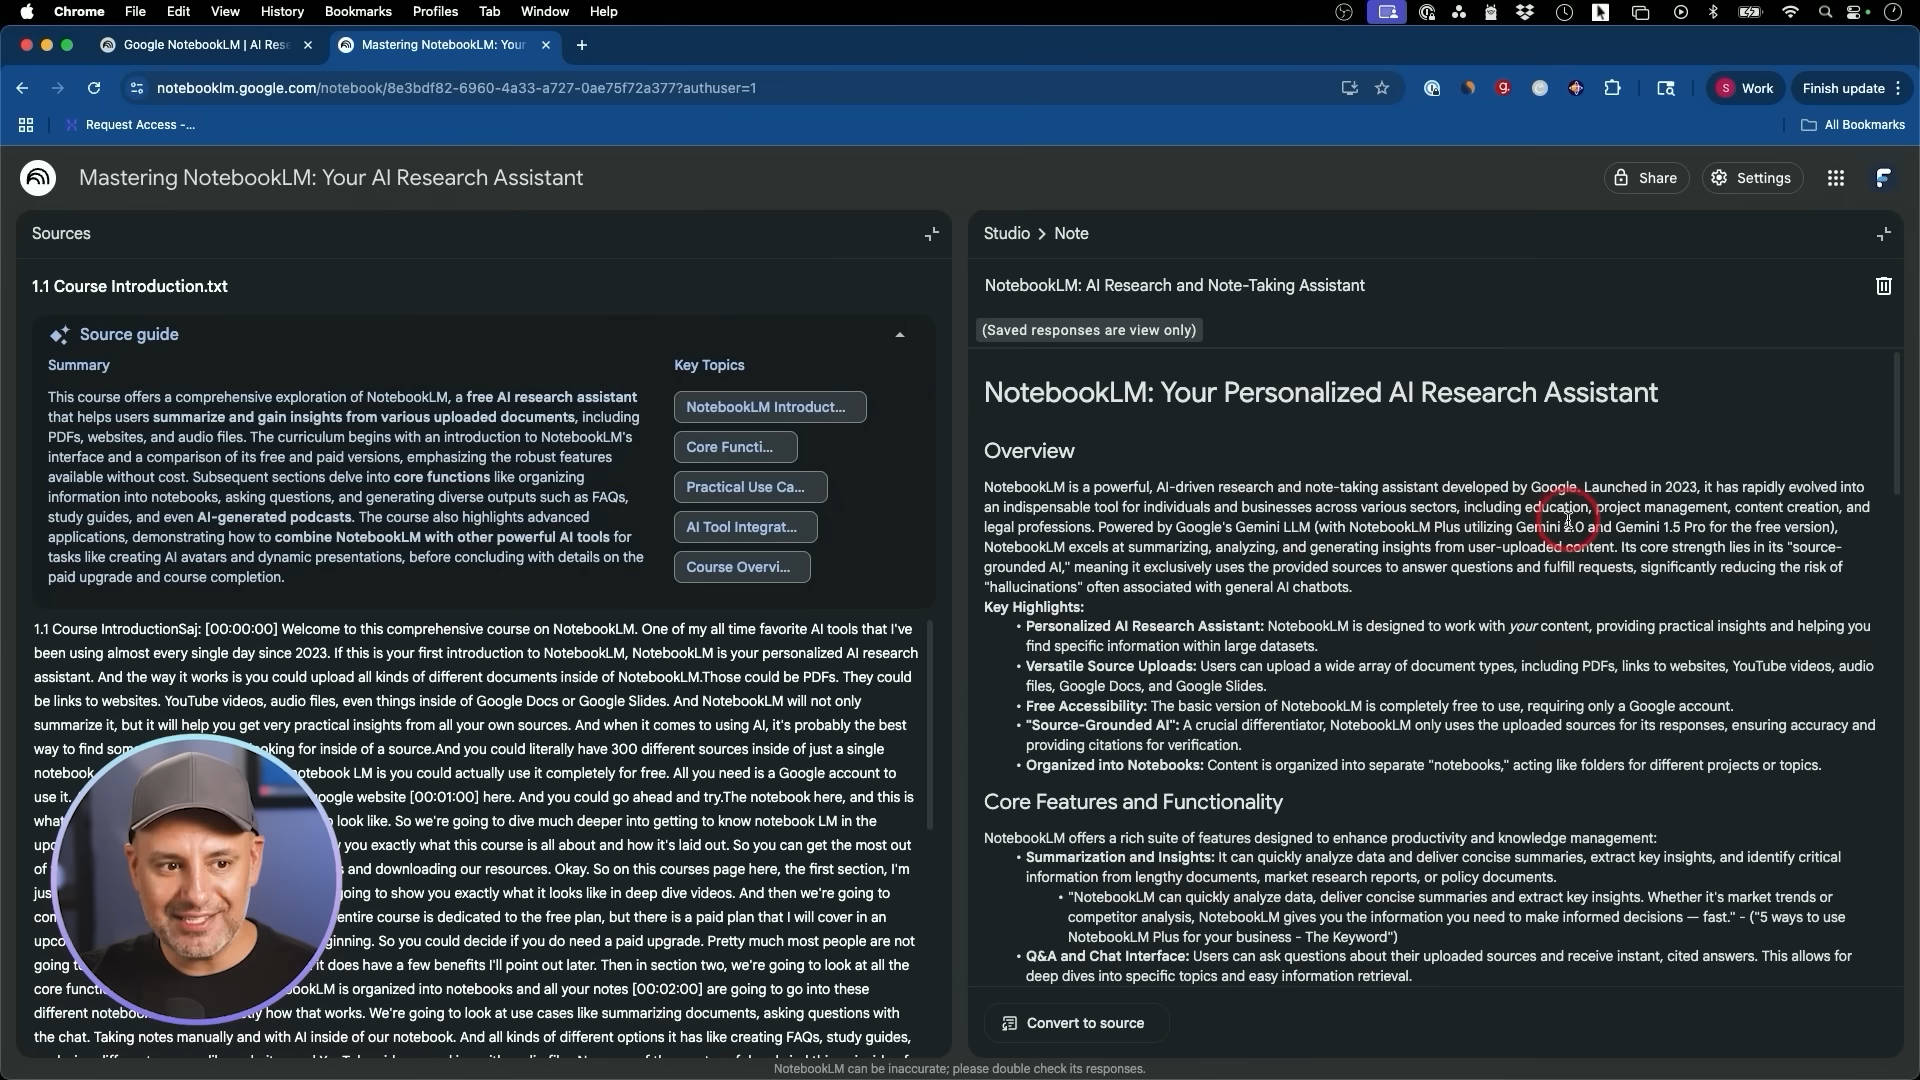 Chrome File Edit View History Bookmarks Profiles Tab Window Help
Google NotebookLM | AI Res
Mastering NotebookLM: Your
notebooklm.google.com/notebook/8e3bdf82-6960-4a33-a727-0ae75f72a377?authuser=1
S Work
Finish update
Request Access -...
All Bookmarks
Mastering NotebookLM: Your AI Research Assistant
Share
Settings
Sources
1.1 Course Introduction.txt
Source guide
Summary
This course offers a comprehensive exploration of NotebookLM, a free AI research assistant
that helps users summarize and gain insights from various uploaded documents, including
PDFs, websites, and audio files. The curriculum begins with an introduction to NotebookLM's
interface and a comparison of its free and paid versions, emphasizing the robust features
available without cost. Subsequent sections delve into core functions like organizing
information into notebooks, asking questions, and generating diverse outputs such as FAQs,
study guides, and even AI-generated podcasts. The course also highlights advanced
applications, demonstrating how to combine NotebookLM with other powerful AI tools for
tasks like creating AI avatars and dynamic presentations, before concluding with details on the
paid upgrade and course completion.
Key Topics
NotebookLM Introduct...
Core Functi...
Practical Use Ca...
AI Tool Integrat...
Course Overvi...
1.1 Course IntroductionSaj: [00:00:00] Welcome to this comprehensive course on NotebookLM. One of my all time favorite AI tools that I've
been using almost every single day since 2023. If this is your first introduction to NotebookLM, NotebookLM is your personalized AI research
assistant. And the way it works is you could upload all kinds of different documents inside of NotebookLM.Those could be PDFs. They could
be links to websites. YouTube videos, audio files, even things inside of Google Docs or Google Slides. And NotebookLM will not only
summarize it, but it will help you get very practical insights from all your own sources. And when it comes to using AI, it's probably the best
way to find som ooking for inside of a source.And you could literally have 300 different sources inside of just a single
notebook otebook LM is you could actually use it completely for free. All you need is a Google account to
use it. oogle website [00:01:00] here. And you could go ahead and try.The notebook here, and this is
what look like. So we're going to dive much deeper into getting to know notebook LM in the
upc you exactly what this course is all about and how it's laid out. So you can get the most out
of s and downloading our resources. Okay. So on this courses page here, the first section, I'm
jus going to show you exactly what it looks like in deep dive videos. And then we're going to
con entire course is dedicated to the free plan, but there is a paid plan that I will cover in an
upco ginning. So you could decide if you do need a paid upgrade. Pretty much most people are not
going t it does have a few benefits I'll point out later. Then in section two, we're going to look at all the
core funct ookLM is organized into notebooks and all your notes [00:02:00] are going to go into these
different notebo tly how that works. We're going to look at use cases like summarizing documents, asking questions with
the chat. Taking notes manually and with AI inside of our notebook. And all kinds of different options it has like creating FAQs, study guides,
Studio > Note
NotebookLM: AI Research and Note-Taking Assistant
(Saved responses are view only)
NotebookLM: Your Personalized AI Research Assistant
Overview
NotebookLM is a powerful, AI-driven research and note-taking assistant developed by Google. Launched in 2023, it has rapidly evolved into
an indispensable tool for individuals and businesses across various sectors, including education, project management, content creation, and
legal professions. Powered by Google's Gemini LLM (with NotebookLM Plus utilizing Gemini 2.0 and Gemini 1.5 Pro for the free version),
NotebookLM excels at summarizing, analyzing, and generating insights from user-uploaded content. Its core strength lies in its "source-
grounded AI," meaning it exclusively uses the provided sources to answer questions and fulfill requests, significantly reducing the risk of
"hallucinations" often associated with general AI chatbots.
Key Highlights:
• Personalized AI Research Assistant: NotebookLM is designed to work with your content, providing practical insights and helping you
find specific information within large datasets.
• Versatile Source Uploads: Users can upload a wide array of document types, including PDFs, links to websites, YouTube videos, audio
files, Google Docs, and Google Slides.
• Free Accessibility: The basic version of NotebookLM is completely free to use, requiring only a Google account.
• "Source-Grounded AI": A crucial differentiator, NotebookLM only uses the uploaded sources for its responses, ensuring accuracy and
providing citations for verification.
• Organized into Notebooks: Content is organized into separate "notebooks," acting like folders for different projects or topics.
Core Features and Functionality
NotebookLM offers a rich suite of features designed to enhance productivity and knowledge management:
• Summarization and Insights: It can quickly analyze data and deliver concise summaries, extract key insights, and identify critical
information from lengthy documents, market research reports, or policy documents.
• "NotebookLM can quickly analyze data, deliver concise summaries and extract key insights. Whether it's market trends or
competitor analysis, NotebookLM gives you the information you need to make informed decisions — fast." - ("5 ways to use
NotebookLM Plus for your business - The Keyword")
• Q&A and Chat Interface: Users can ask questions about their uploaded sources and receive instant, cited answers. This allows for
deep dives into specific topics and easy information retrieval.
Convert to source
NotebookLM can be inaccurate; please double check its responses.